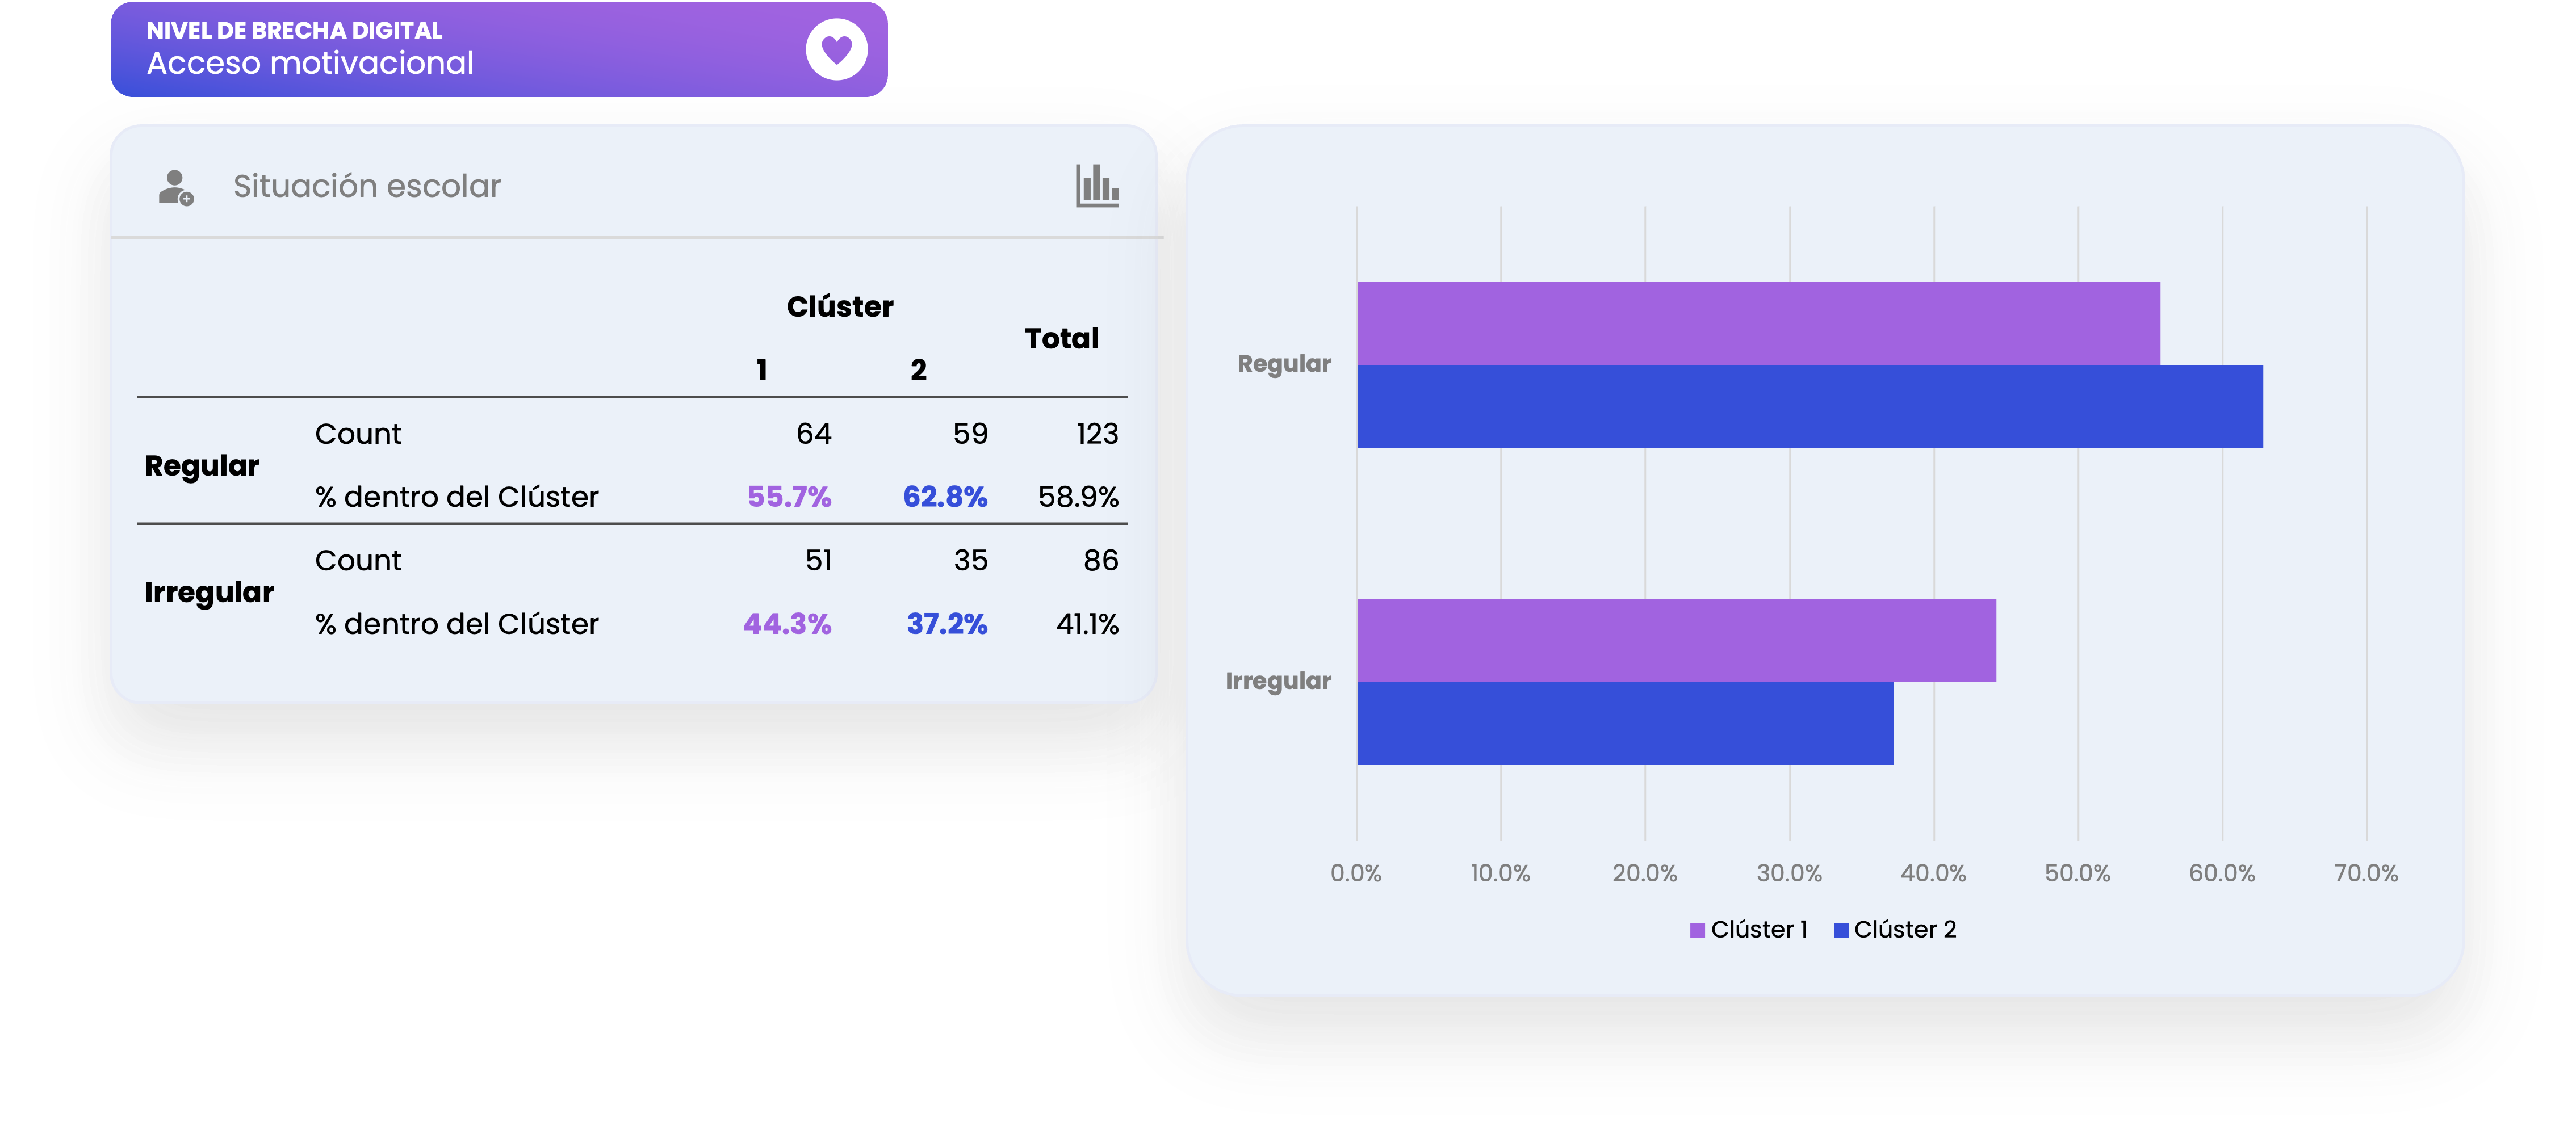 NIVEL DE BRECHA DIGITAL
Acceso motivacional
Situación escolar
Clúster
Total
1 2
Regular
Count 64 59 123
% dentro del Clúster 55.7% 62.8% 58.9%
Irregular
Count 51 35 86
% dentro del Clúster 44.3% 37.2% 41.1%
Regular
Irregular
0.0% 10.0% 20.0% 30.0% 40.0% 50.0% 60.0% 70.0%
Clúster 1 Clúster 2